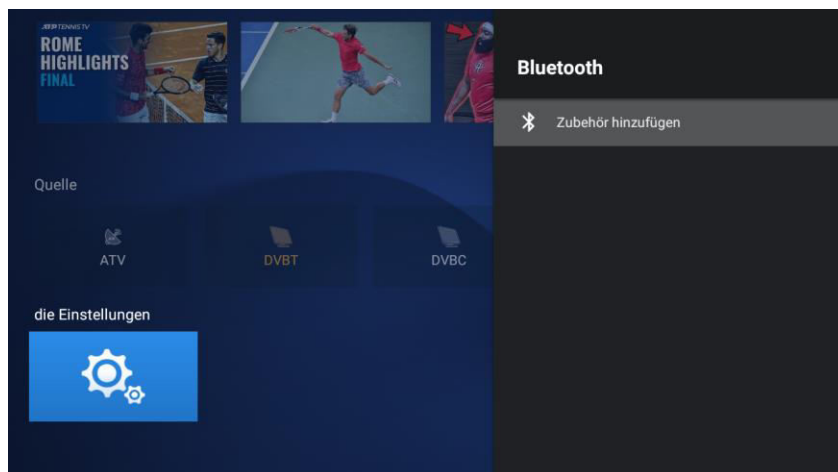 ATP TENNIS TV
ROME
HIGHLIGHTS
FINAL
Bluetooth
Zubehör hinzufügen
Quelle
ATV
DVBT
DVBC
die Einstellungen